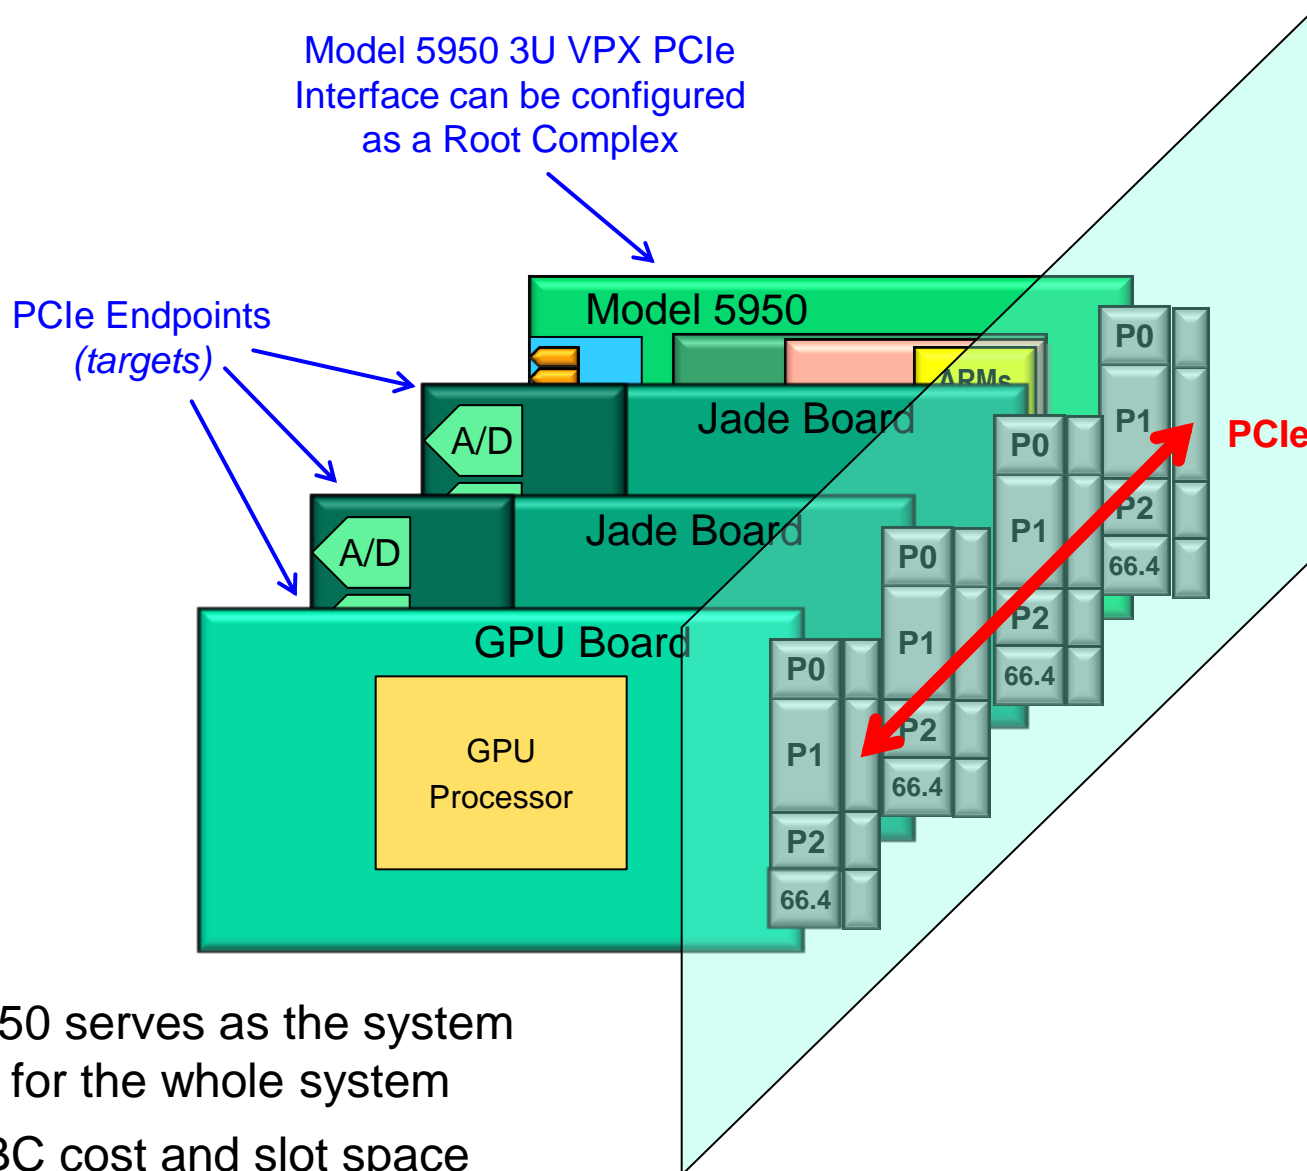 Model 5950 3U VPX PCIe
Interface can be configured
as a Root Complex
PCIe Endpoints
(targets)
Model 5950
ARMs
Jade Board
A/D
Jade Board
A/D
GPU Board
GPU
Processor
P0
P1
P2
66.4
P0
P1
P2
66.4
P0
P1
P2
66.4
P0
P1
P2
66.4
PCIe
50 serves as the system
for the whole system
BC cost and slot space